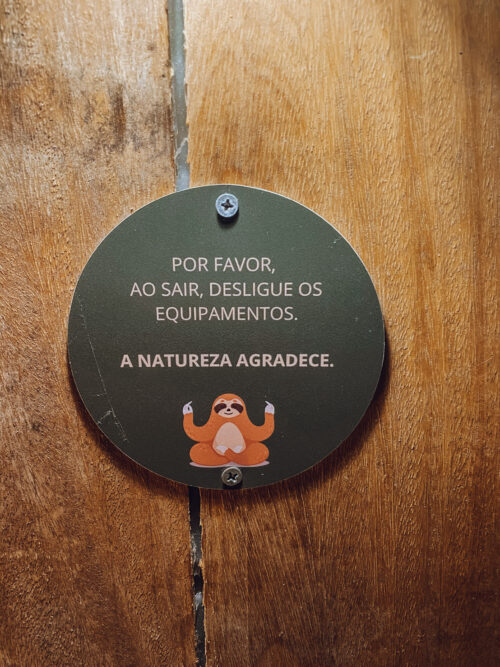 POR FAVOR,
AO SAIR, DESLIGUE OS
EQUIPAMENTOS.
A NATUREZA AGRADECE.